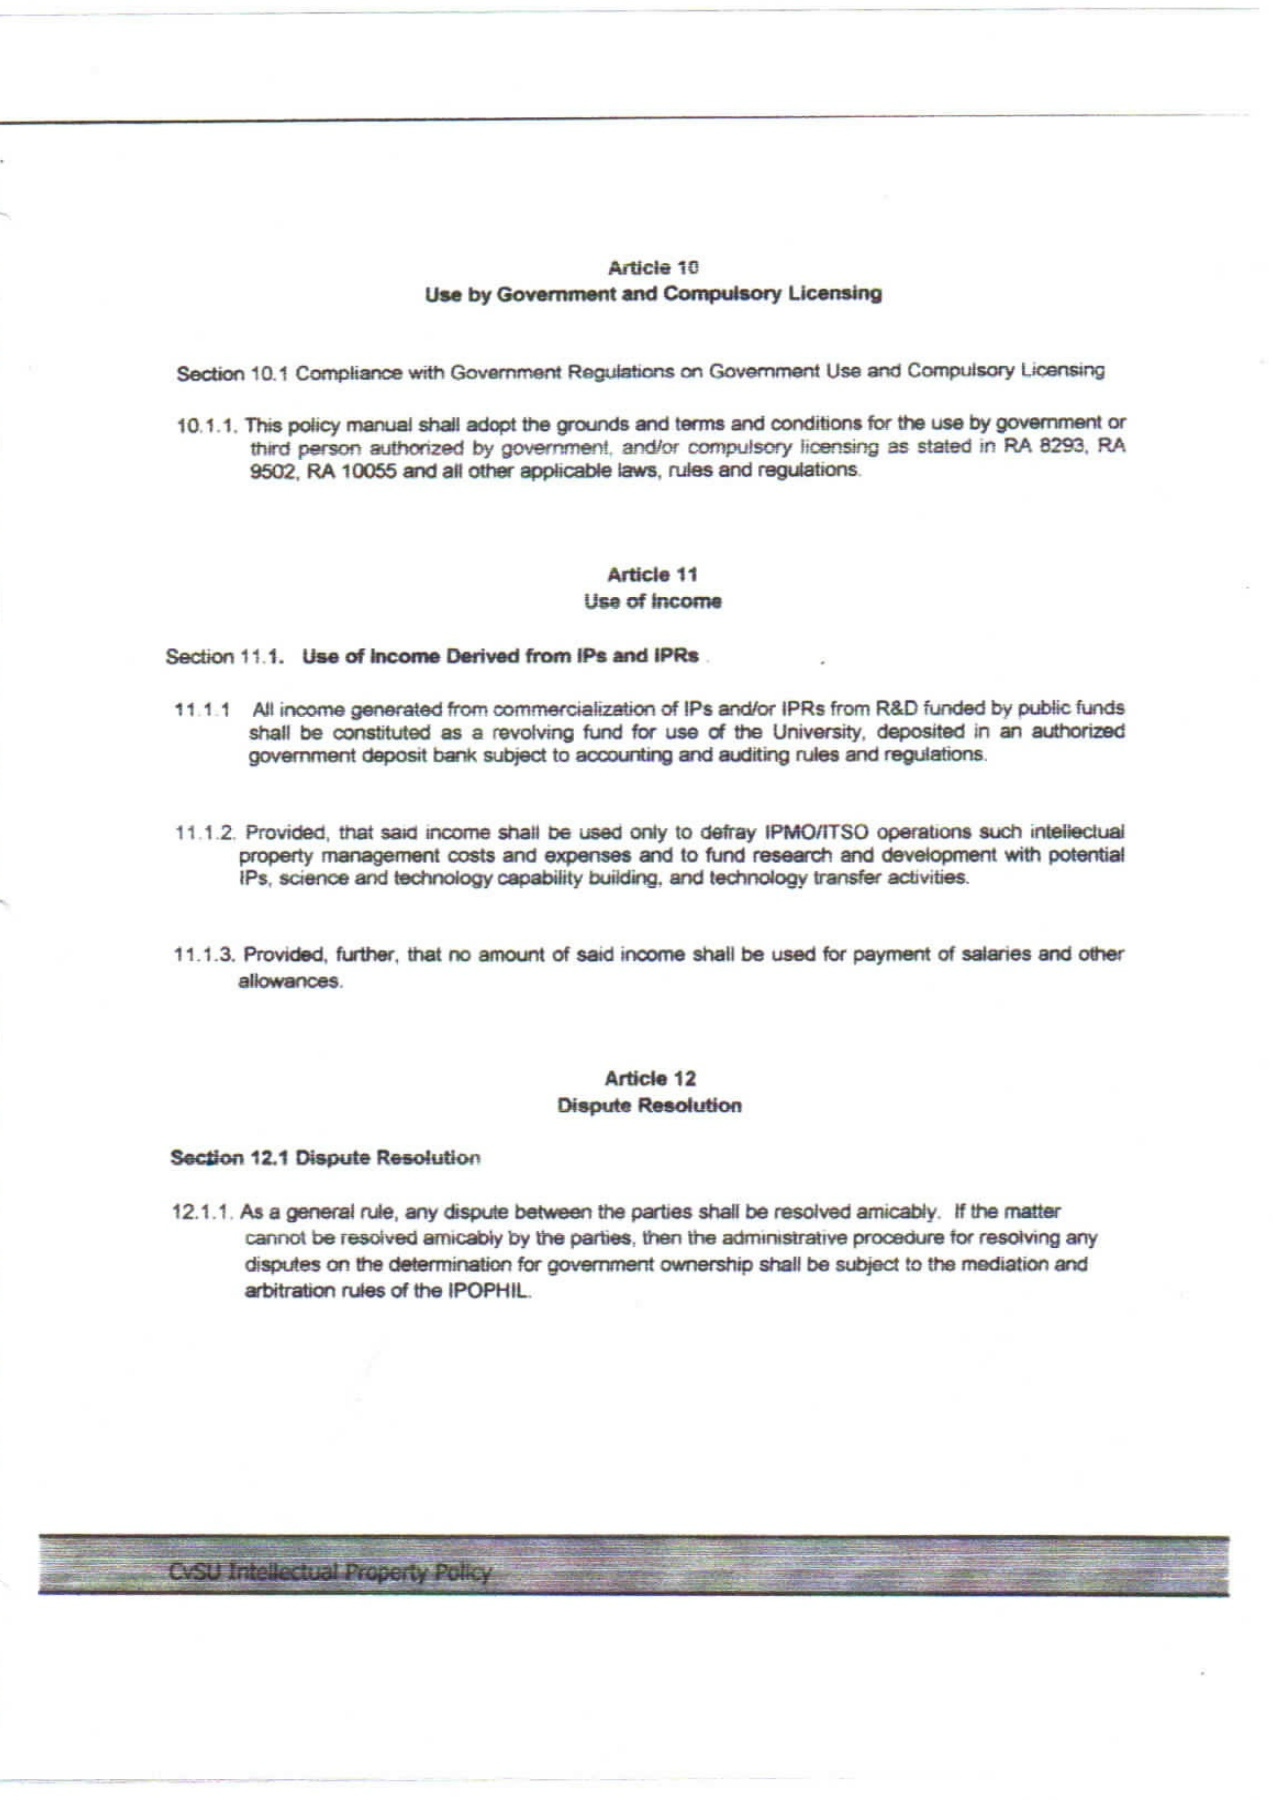 Article 10
Use by Government and Compulsory Licensing
Section 10.1 Compliance with Government Regulations on Government Use and Compulsory Licensing
10.1.1. This policy manual shall adopt the grounds and terms and conditions for the use by government or
third person authorized by government, and/or compulsory licensing as stated in RA 8293, RA
9502, RA 10055 and all other applicable laws, rules and regulations.
Article 11
Use of Income
Section 11.1. Use of Income Derived from IPs and IPRs
11.1.1 All income generated from commercialization of IPs and/or IPRs from R&D funded by public funds
shall be constituted as a revolving fund for use of the University, deposited in an authorized
government deposit bank subject to accounting and auditing rules and regulations.
11.1.2. Provided, that said income shall be used only to defray IPMO/ITSO operations such intellectual
property management costs and expenses and to fund research and development with potential
IPs, science and technology capability building, and technology transfer activities.
11.1.3. Provided, further, that no amount of said income shall be used for payment of salaries and other
allowances.
Article 12
Dispute Resolution
Section 12.1 Dispute Resolution
12.1.1. As a general rule, any dispute between the parties shall be resolved amicably. If the matter
cannot be resolved amicably by the parties, then the administrative procedure for resolving any
disputes on the determination for government ownership shall be subject to the mediation and
arbitration rules of the IPOPHIL.
CvSU Intellectual Property Policy